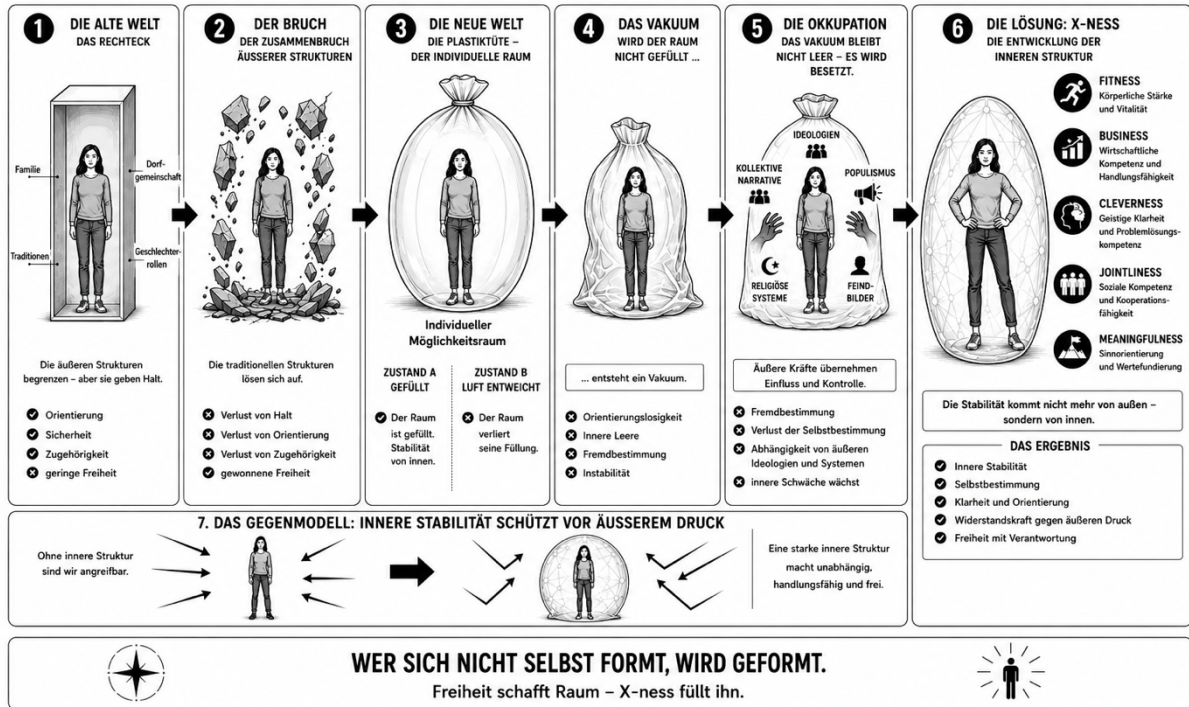 1 DIE ALTE WELT
DAS RECHTECK
Familie
Dorf-
gemeinschaft
Traditionen
Geschlechter-
rollen
Die äußeren Strukturen
begrenzen – aber sie geben Halt.
Orientierung
Sicherheit
Zugehörigkeit
geringe Freiheit
2 DER BRUCH
DER ZUSAMMENBRUCH
ÄUSSERER STRUKTUREN
Die traditionellen Strukturen
lösen sich auf.
Verlust von Halt
Verlust von Orientierung
Verlust von Zugehörigkeit
gewonnene Freiheit
3 DIE NEUE WELT
DIE PLASTIKTÜTE –
DER INDIVIDUELLE RAUM
Individueller
Möglichkeitsraum
ZUSTAND A
GEFÜLLT
Der Raum
ist gefüllt.
Stabilität
von innen.
ZUSTAND B
LUFT ENTWEICHT
Der Raum
verliert
seine Füllung.
4 DAS VAKUUM
WIRD DER RAUM
NICHT GEFÜLLT ...
... entsteht ein Vakuum.
Orientierungslosigkeit
Innere Leere
Fremdbestimmung
Instabilität
5 DIE OKKUPATION
DAS VAKUUM BLEIBT
NICHT LEER – ES WIRD
BESETZT.
IDEOLOGIEN
KOLLEKTIVE
NARRATIVE
POPULISMUS
RELIGIÖSE
SYSTEME
FEIND-
BILDER
Äußere Kräfte übernehmen
Einfluss und Kontrolle.
Fremdbestimmung
Verlust der Selbstbestimmung
Abhängigkeit von äußeren
Ideologien und Systemen
innere Schwäche wächst
6 DIE LÖSUNG: X-NESS
DIE ENTWICKLUNG DER
INNEREN STRUKTUR
FITNESS
Körperliche Stärke
und Vitalität
BUSINESS
Wirtschaftliche
Kompetenz und
Handlungsfähigkeit
CLEVERNESS
Geistige Klarheit
und Problemlösungs-
kompetenz
JOINTLINESS
Soziale Kompetenz
und Kooperations-
fähigkeit
MEANINGFULNESS
Sinnorientierung
und Wertefundierung
Die Stabilität kommt nicht mehr von außen –
sondern von innen.
DAS ERGEBNIS
Innere Stabilität
Selbstbestimmung
Klarheit und Orientierung
Widerstandskraft gegen äußeren Druck
Freiheit mit Verantwortung
7. DAS GEGENMODELL: INNERE STABILITÄT SCHÜTZT VOR ÄUSSEREM DRUCK
Ohne innere Struktur
sind wir angreifbar.
Eine starke innere Struktur
macht unabhängig,
handlungsfähig und frei.
WER SICH NICHT SELBST FORMT, WIRD GEFORMT.
Freiheit schafft Raum – X-ness füllt ihn.